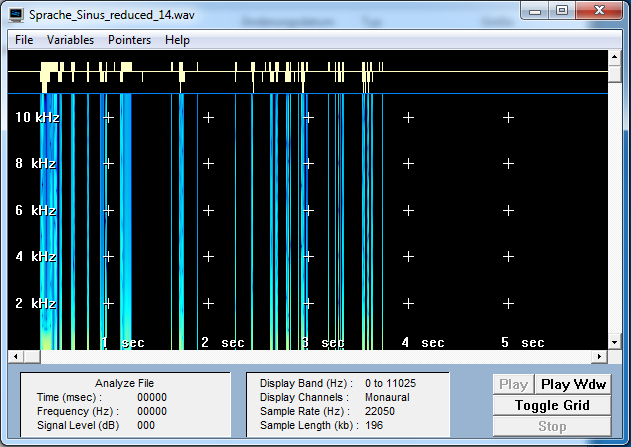 Sprache_Sinus_reduced_14.wav
File Variables Pointers Help
10 kHz
8 kHz
6 kHz
4 kHz
2 kHz
1 sec 2 sec 3 sec 4 sec 5 sec
Analyze File
Time (msec) : 00000
Frequency (Hz) : 00000
Signal Level (dB) 000
Display Band (Hz) : 0 to 11025
Display Channels : Monaural
Sample Rate (Hz) : 22050
Sample Length (kb) : 196
Play Play Wdw
Toggle Grid
Stop